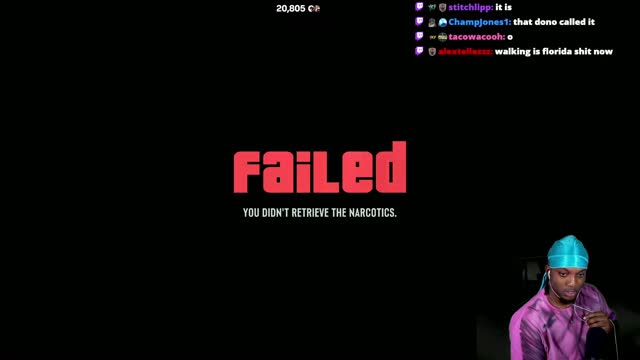 20,805
stitchlipp: it is
ChampJones1: that dono called it
tacowacooh: o
alextellezzz: walking is florida shit now
FaiLed
YOU DIDN'T RETRIEVE THE NARCOTICS.